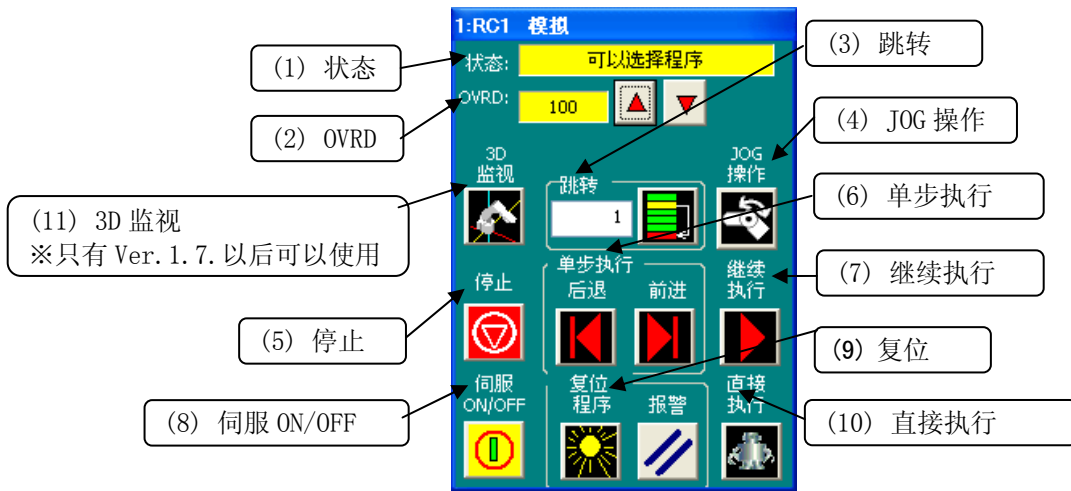 1:RC1 模拟
状态:
可以选择程序
OVRD:
100
3D
监视
跳转
1
JOG
操作
停止
单步执行
后退
前进
继续
执行
伺服
ON/OFF
复位
程序
报警
直接
执行
(1) 状态
(2) OVRD
(3) 跳转
(4) JOG 操作
(11) 3D 监视
※只有 Ver.1.7.以后可以使用
(6) 单步执行
(7) 继续执行
(5) 停止
(9) 复位
(8) 伺服 ON/OFF
(10) 直接执行